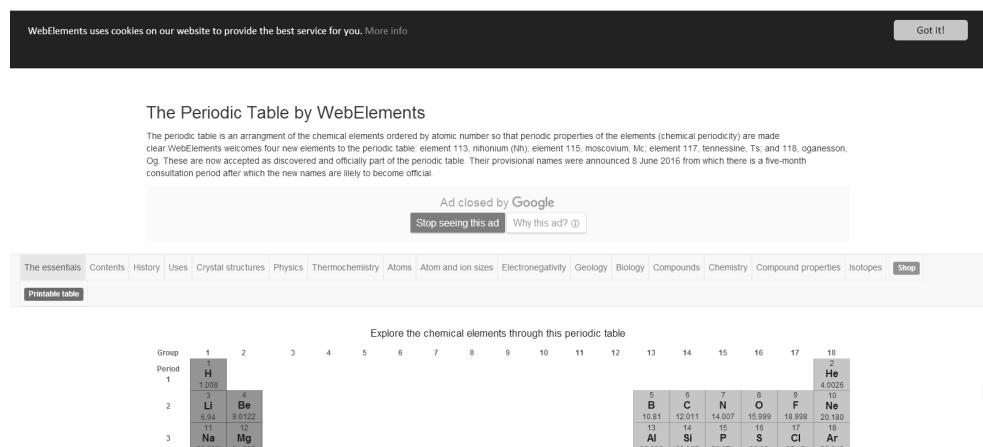 WebElements uses cookies on our website to provide the best service for you. More info
Got it!
The Periodic Table by WebElements
The periodic table is an arrangment of the chemical elements ordered by atomic number so that periodic properties of the elements (chemical periodicity) are made
clear.WebElements welcomes four new elements to the periodic table: element 113, nihonium (Nh); element 115, moscovium, Mc; element 117, tennessine, Ts; and 118, oganesson,
Og. These are now accepted as discovered and officially part of the periodic table. Their provisional names were announced 8 June 2016 from which there is a five-month
consultation period after which the new names are lilely to become official.
Ad closed by Google
Stop seeing this ad Why this ad?
The essentials Contents History Uses Crystal structures Physics Thermochemistry Atoms Atom and ion sizes Electronegativity Geology Biology Compounds Chemistry Compound properties Isotopes Shop
Printable table
Explore the chemical elements through this periodic table
Group 1 2 3 4 5 6 7 8 9 10 11 12 13 14 15 16 17 18
Period 1 2
1 H He
1.008 4.0026
3 4 5 6 7 8 9 10
2 Li Be B C N O F Ne
6.94 9.0122 10.81 12.011 14.007 15.999 18.998 20.180
11 12 13 14 15 16 17 18
3 Na Mg Al Si P S Cl Ar